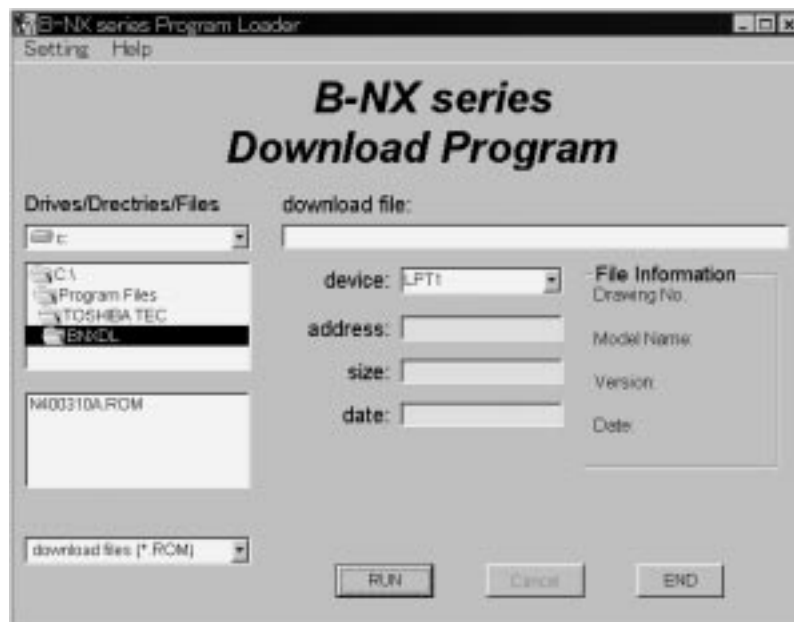 B-NX series Program Loader
Setting Help
B-NX series
Download Program
Drives/Drectries/Files
c:
C:\
Program Files
TOSHIBA TEC
BNXDL
N400310A.ROM
download files (*.ROM)
download file:
device: LPT1
address:
size:
date:
File Information
Drawing No.
Model Name:
Version:
Date:
RUN
Cancel
END